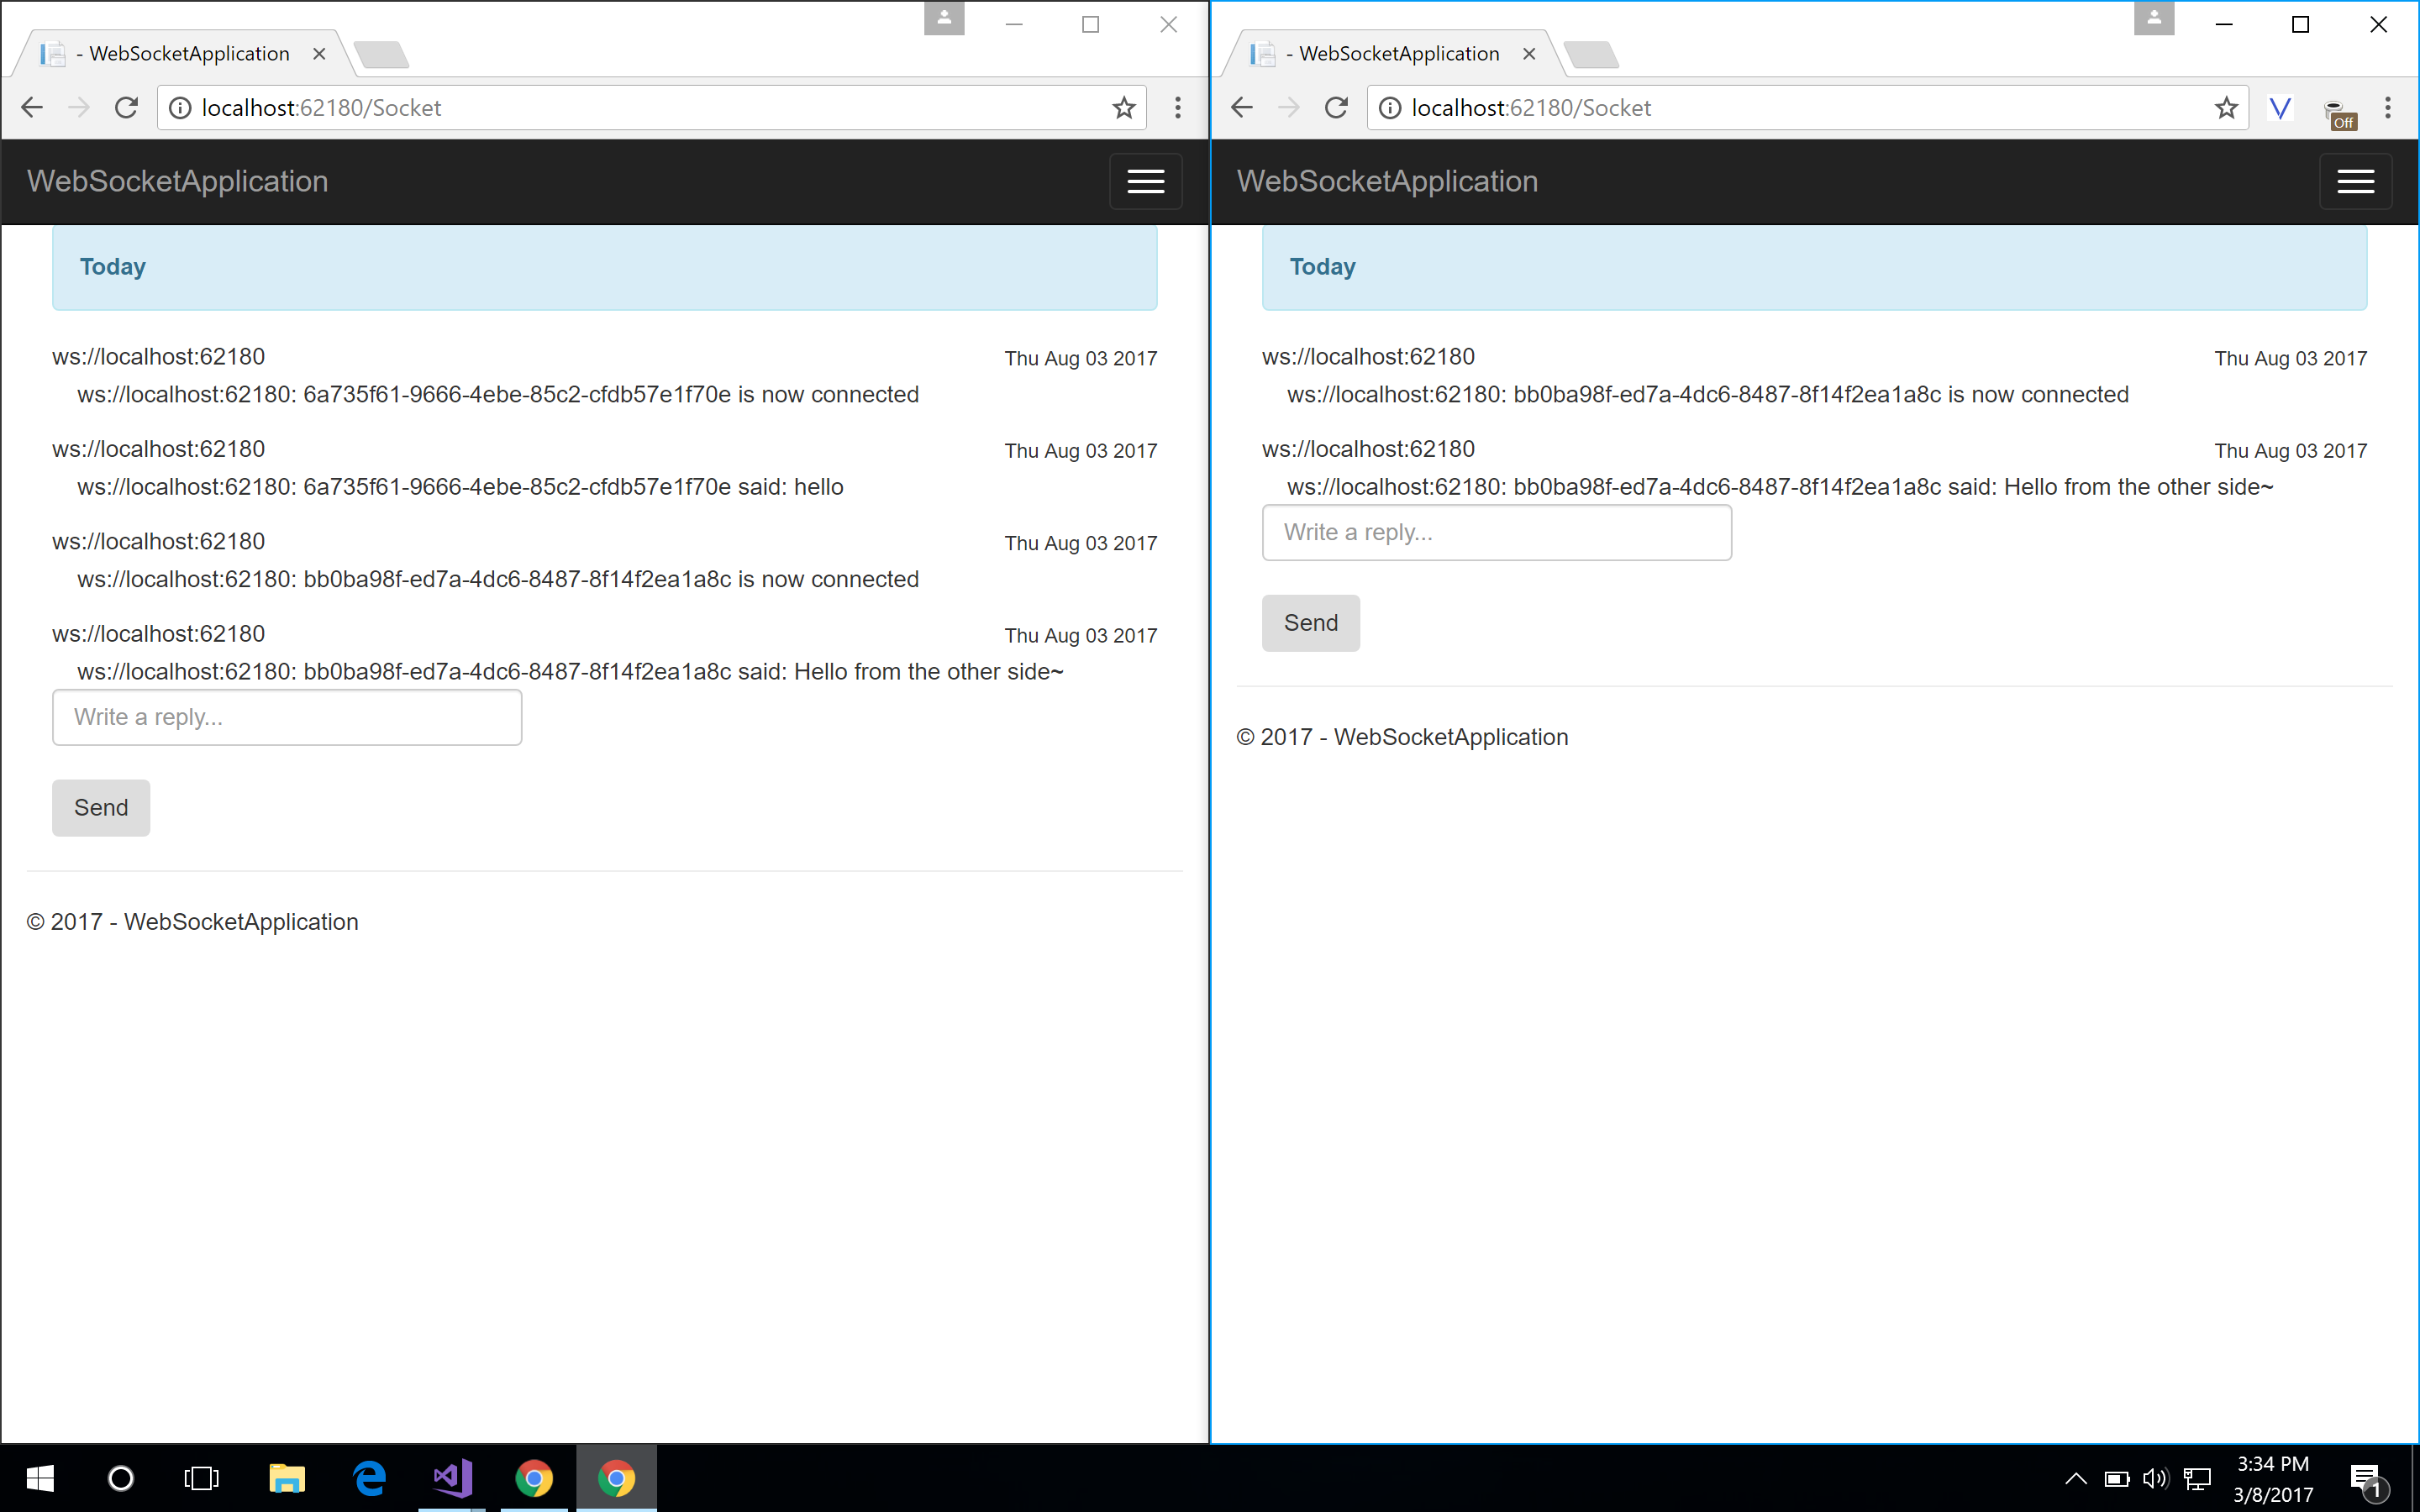 - WebSocketApplication
localhost:62180/Socket
WebSocketApplication
Today
ws://localhost:62180
Thu Aug 03 2017
ws://localhost:62180: 6a735f61-9666-4ebe-85c2-cfdb57e1f70e is now connected
ws://localhost:62180
Thu Aug 03 2017
ws://localhost:62180: 6a735f61-9666-4ebe-85c2-cfdb57e1f70e said: hello
ws://localhost:62180
Thu Aug 03 2017
ws://localhost:62180: bb0ba98f-ed7a-4dc6-8487-8f14f2ea1a8c is now connected
ws://localhost:62180
Thu Aug 03 2017
ws://localhost:62180: bb0ba98f-ed7a-4dc6-8487-8f14f2ea1a8c said: Hello from the other side~
Write a reply...
Send
© 2017 - WebSocketApplication
- WebSocketApplication
localhost:62180/Socket
Off
WebSocketApplication
Today
ws://localhost:62180
Thu Aug 03 2017
ws://localhost:62180: bb0ba98f-ed7a-4dc6-8487-8f14f2ea1a8c is now connected
ws://localhost:62180
Thu Aug 03 2017
ws://localhost:62180: bb0ba98f-ed7a-4dc6-8487-8f14f2ea1a8c said: Hello from the other side~
Write a reply...
Send
© 2017 - WebSocketApplication
3:34 PM
3/8/2017
1